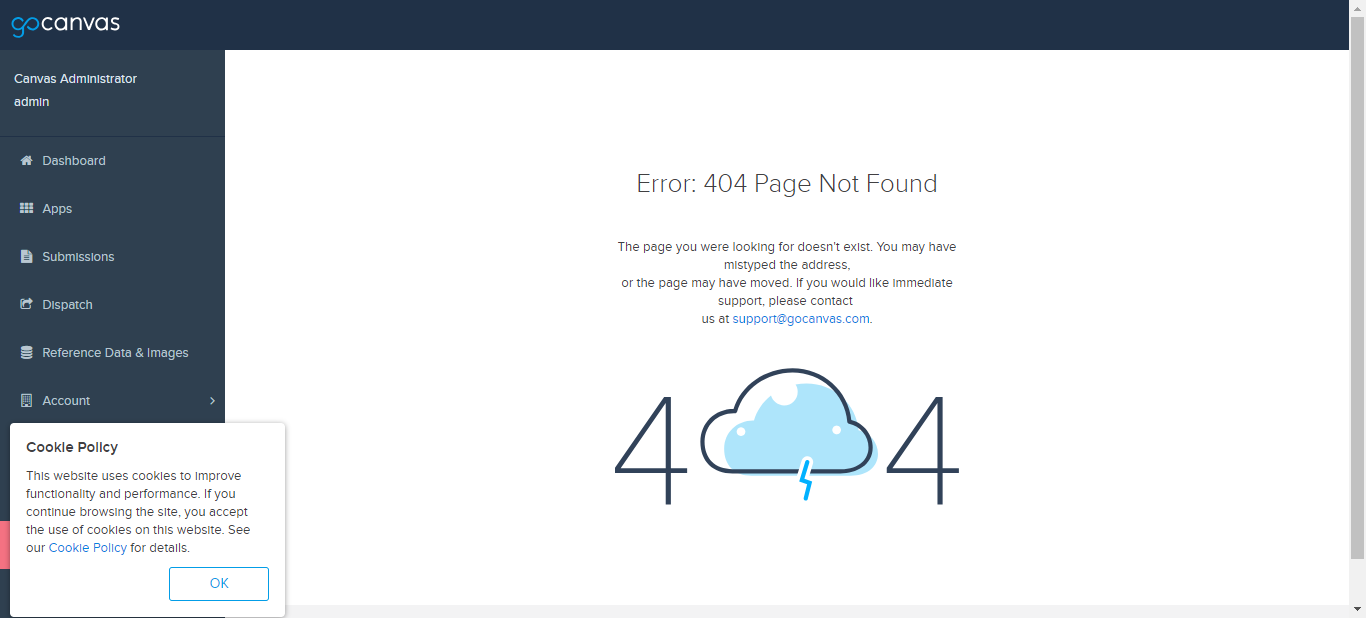 gocanvas
Canvas Administrator
admin
Dashboard
Apps
Submissions
Dispatch
Reference Data & Images
Account
Cookie Policy
This website uses cookies to improve
functionality and performance. If you
continue browsing the site, you accept
the use of cookies on this website. See
our Cookie Policy for details.
OK
Error: 404 Page Not Found
The page you were looking for doesn't exist. You may have
mistyped the address,
or the page may have moved. If you would like immediate
support, please contact
us at support@gocanvas.com.
4 4